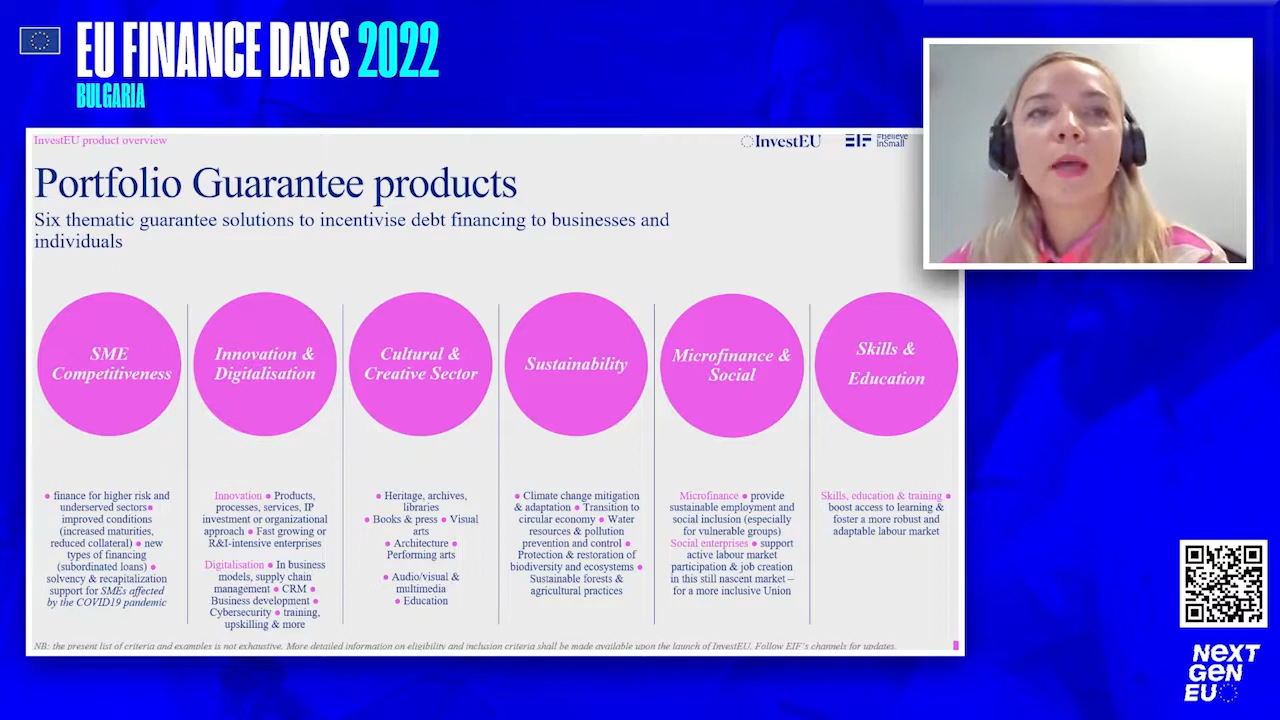 EU FINANCE DAYS 2022
BULGARIA
InvestEU product overview
InvestEU
EIF #Believe
InSmall
Portfolio Guarantee products
Six thematic guarantee solutions to incentivise debt financing to businesses and
individuals
SME
Competitiveness
● finance for higher risk and
underserved sectors●
improved conditions
(increased maturities,
reduced collateral) ● new
types of financing
(subordinated loans) ●
solvency & recapitalization
support for SMEs affected
by the COVID19 pandemic
Innovation &
Digitalisation
Innovation ● Products,
processes, services, IP
investment or organizational
approach ● Fast growing or
R&I-intensive enterprises
Digitalisation ● In business
models, supply chain
management ● CRM ●
Business development ●
Cybersecurity ● training,
upskilling & more
Cultural &
Creative Sector
● Heritage, archives,
libraries
● Books & press ● Visual
arts
● Architecture ●
Performing arts
● Audio/visual &
multimedia
● Education
Sustainability
● Climate change mitigation
& adaptation ● Transition to
circular economy ● Water
resources & pollution
prevention and control ●
Protection & restoration of
biodiversity and ecosystems ●
Sustainable forests &
agricultural practices
Microfinance &
Social
Microfinance ● provide
sustainable employment and
social inclusion (especially
for vulnerable groups)
Social enterprises ● support
active labour market
participation & job creation
in this still nascent market –
for a more inclusive Union
Skills &
Education
Skills, education & training ●
boost access to learning &
foster a more robust and
adaptable labour market
NB: the present list of criteria and examples is not exhaustive. More detailed information on eligibility and inclusion criteria shall be made available upon the launch of InvestEU. Follow EIF's channels for updates.
NEXT
GEN
EU